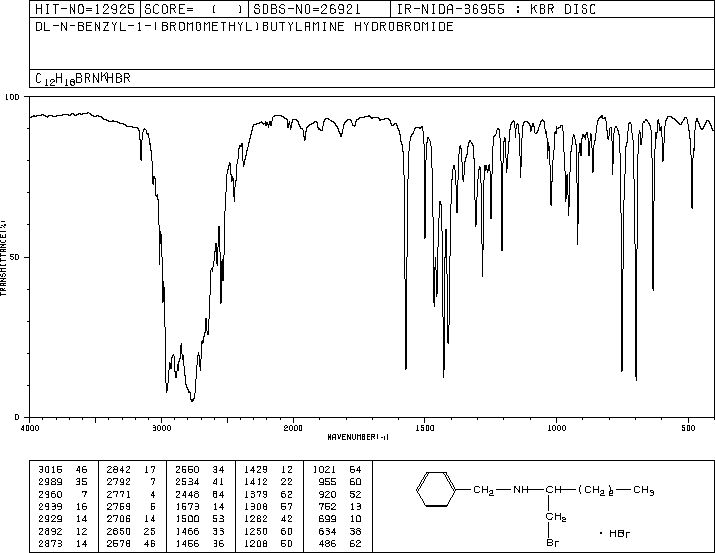 HIT-NO=12925 SCORE= ( ) SDBS-NO=26921 IR-NIDA-36955 : KBR DISC
DL-N-BENZYL-1-(BROMOMETHYL)BUTYLAMINE HYDROBROMIDE
C12H18BRN HBR
100
50
0
TRANSMITTANCE(%)
4000 3000 2000 1500 1000 500
WAVENUMBER(-1)
3015 46 2842 17 2550 34 1429 12 1021 64
2989 35 2792 7 2534 41 1412 22 955 60
2960 7 2771 4 2448 64 1379 62 920 52
2939 16 2759 5 1573 14 1308 57 752 13
2929 14 2706 14 1500 53 1282 42 699 10
2892 12 2650 25 1466 33 1250 60 634 38
2873 14 2578 46 1456 36 1208 50 486 62
CH2 NH CH (CH2)2 CH3
CH2
Br
· HBr